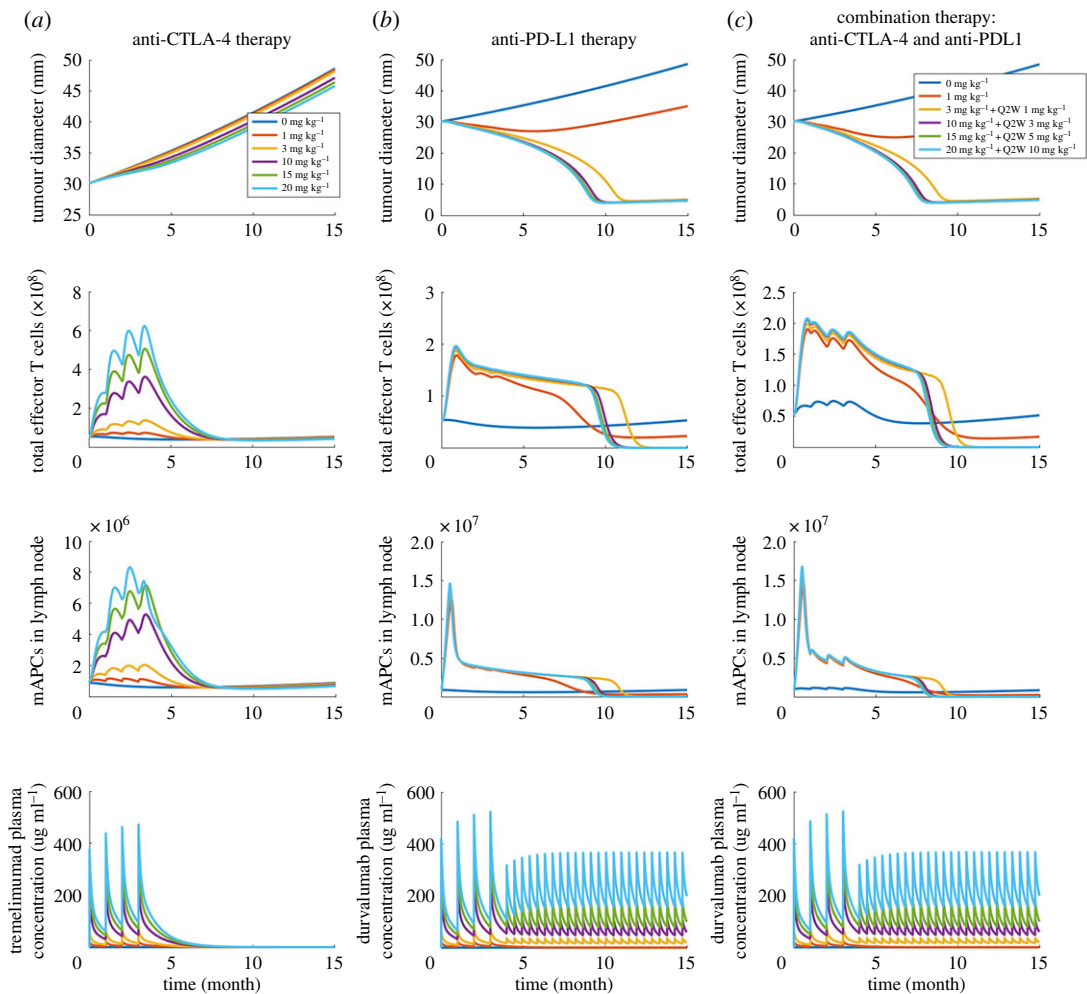 (a)
anti-CTLA-4 therapy
(b)
anti-PD-L1 therapy
(c)
combination therapy:
anti-CTLA-4 and anti-PDL1
tumour diameter (mm)
50
45
40
35
30
25
0
5
10
15
0 mg kg⁻¹
1 mg kg⁻¹
3 mg kg⁻¹
10 mg kg⁻¹
15 mg kg⁻¹
20 mg kg⁻¹
tumour diameter (mm)
50
40
30
20
10
0
0
5
10
15
tumour diameter (mm)
50
40
30
20
10
0
0
5
10
15
0 mg kg⁻¹
1 mg kg⁻¹
3 mg kg⁻¹ + Q2W 1 mg kg⁻¹
10 mg kg⁻¹ + Q2W 3 mg kg⁻¹
15 mg kg⁻¹ + Q2W 5 mg kg⁻¹
20 mg kg⁻¹ + Q2W 10 mg kg⁻¹
total effector T cells (×10⁸)
8
6
4
2
0
5
10
15
total effector T cells (×10⁸)
3
2
1
0
0
5
10
15
total effector T cells (×10⁸)
2.5
2.0
1.5
1.0
0.5
0
0
5
10
15
mAPCs in lymph node
× 10⁶
10
8
6
4
2
0
5
10
15
mAPCs in lymph node
× 10⁷
2.0
1.5
1.0
0.5
0
0
5
10
15
mAPCs in lymph node
× 10⁷
2.0
1.5
1.0
0.5
0
0
5
10
15
tremelimumad plasma
concentration (ug ml⁻¹)
600
400
200
0
0
5
10
15
time (month)
durvalumab plasma
concentration (ug ml⁻¹)
600
400
200
0
0
5
10
15
time (month)
durvalumab plasma
concentration (ug ml⁻¹)
600
400
200
0
0
5
10
15
time (month)